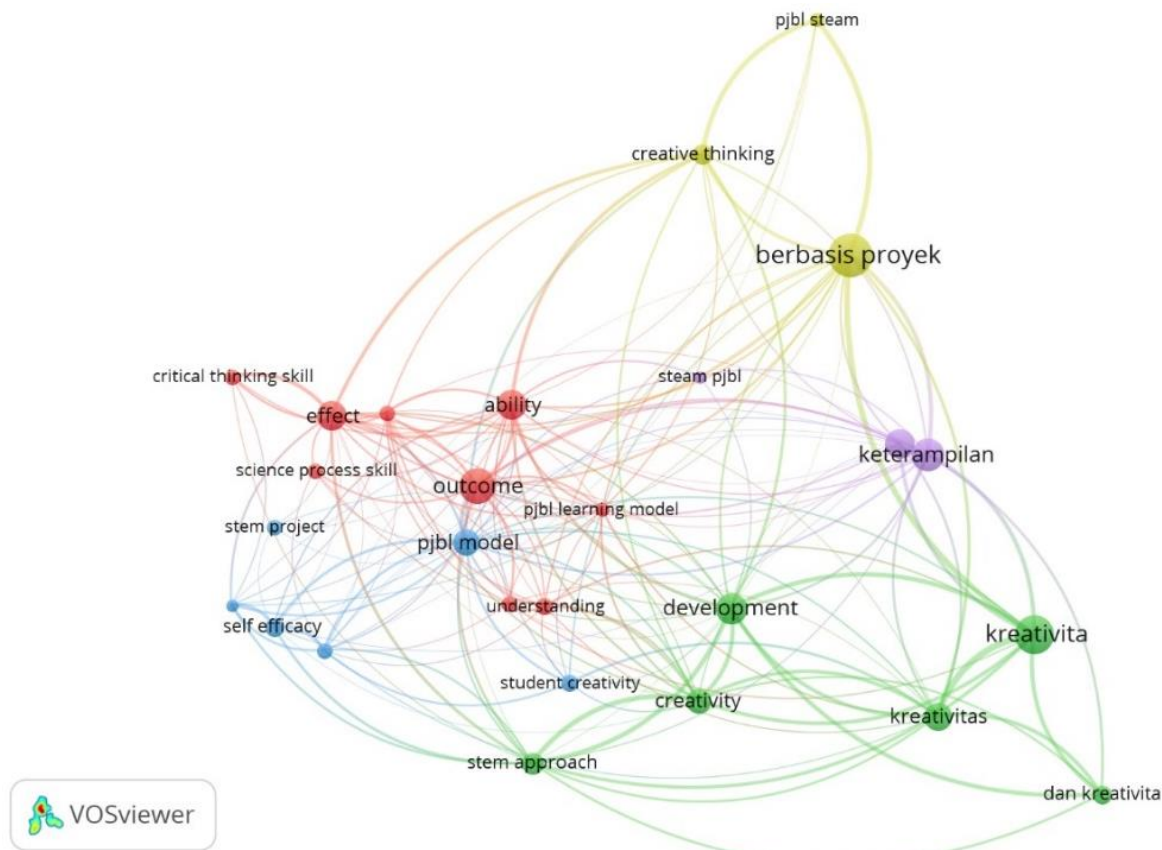 pjbl steam
creative thinking
berbasis proyek
critical thinking skill
steam pjbl
effect
ability
keterampilan
science process skill
outcome
pjbl learning model
stem project
pjbl model
understanding
development
self efficacy
kreativita
student creativity
creativity
kreativitas
stem approach
dan kreativita
VOSviewer